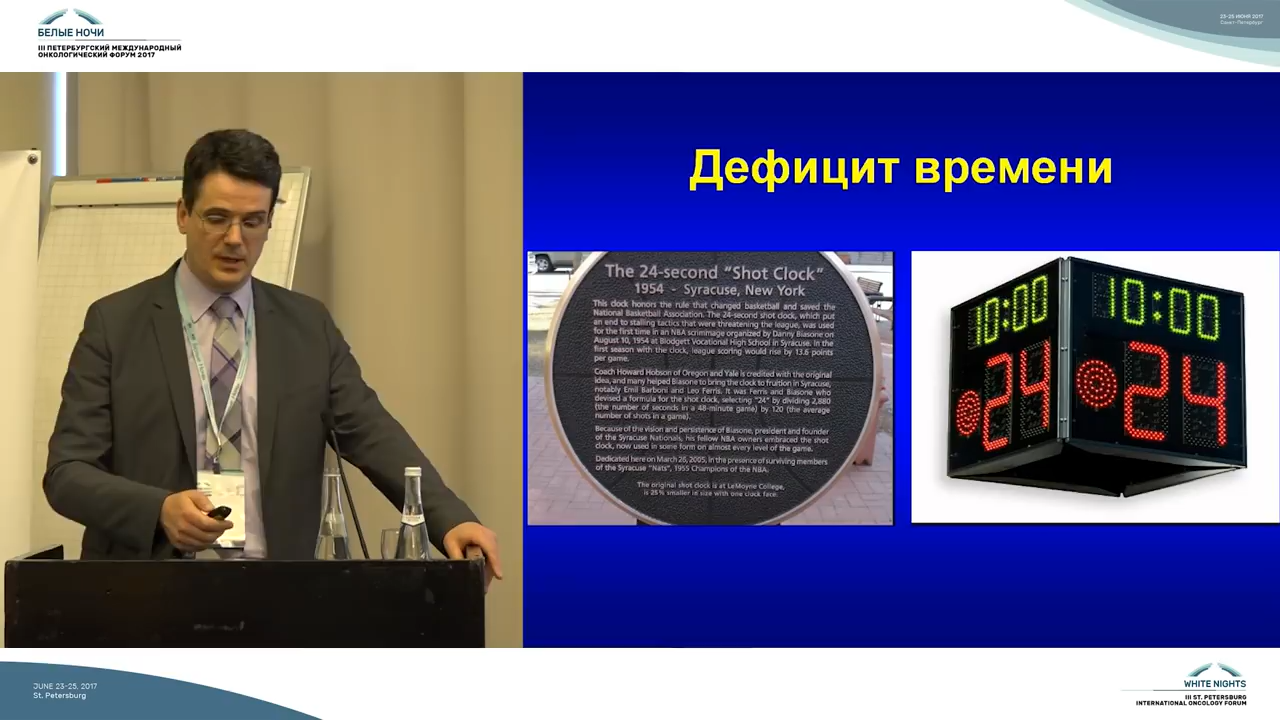 БЕЛЫЕ НОЧИ
III ПЕТЕРБУРГСКИЙ МЕЖДУНАРОДНЫЙ
ОНКОЛОГИЧЕСКИЙ ФОРУМ 2017
23-25 ИЮНЯ 2017
Санкт-Петербург
Дефицит времени
The 24-second "Shot Clock"
1954 - Syracuse, New York
This clock honors the rule that changed basketball and saved the
National Basketball Association. The 24-second shot clock, which put
an end to stalling tactics that were threatening the league, was used
for the first time in an NBA scrimmage organized by Danny Biasone on
August 10, 1954 at Blodgett Vocational High School in Syracuse. In the
first season with the clock, league scoring would rise by 13.6 points
per game.
Coach Howard Hobson of Oregon and Yale is credited with the original
idea, and many helped Biasone to bring the clock to fruition in Syracuse,
notably Emil Barboni and Leo Ferris. It was Ferris and Biasone who
devised a formula for the shot clock, selecting "24" by dividing 2,880
(the number of seconds in a 48-minute game) by 120 (the average
number of shots in a game).
Because of the vision and persistence of Biasone, president and founder
of the Syracuse Nationals, his fellow NBA owners embraced the shot
clock, now used in some form on almost every level of the game.
Dedicated here on March 26, 2005, in the presence of surviving members
of the Syracuse "Nats", 1955 Champions of the NBA.
The original shot clock is at LeMoyne College,
is 25% smaller in size with one clock face.
10:00
24
10:00
24
JUNE 23-25, 2017
St. Petersburg
WHITE NIGHTS
III ST. PETERSBURG
INTERNATIONAL ONCOLOGY FORUM